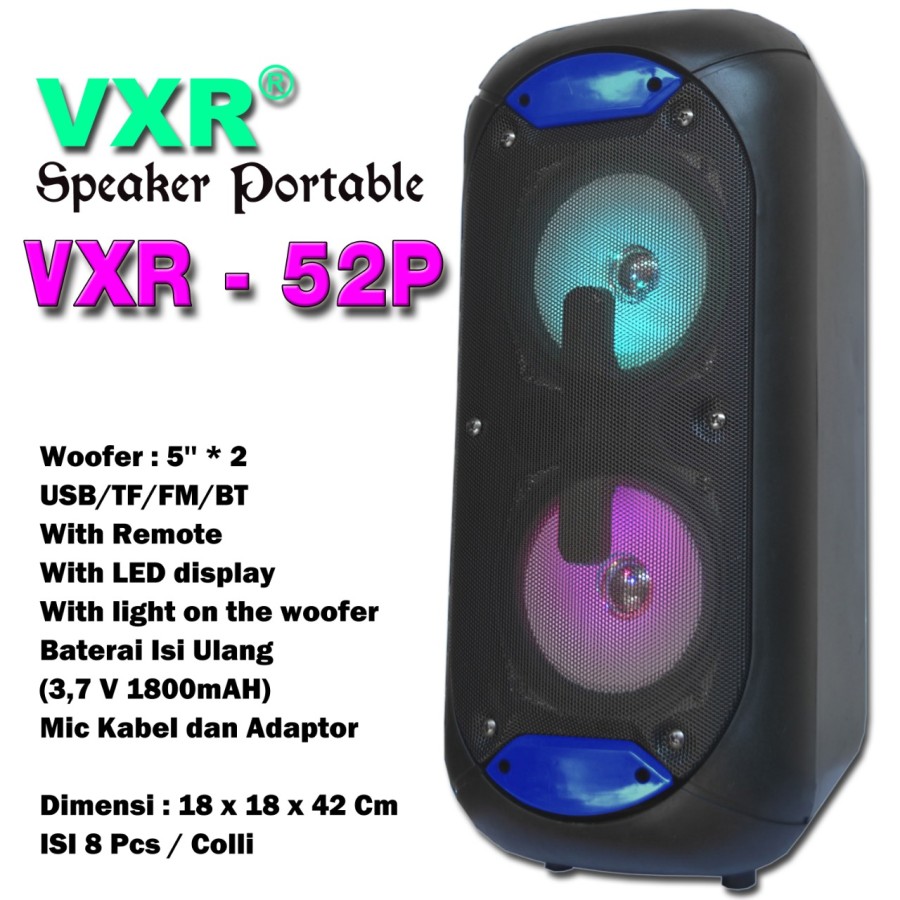 VXR®
Speaker Portable
VXR - 52P
Woofer : 5" * 2
USB/TF/FM/BT
With Remote
With LED display
With light on the woofer
Baterai Isi Ulang
(3,7 V 1800mAH)
Mic Kabel dan Adaptor
Dimensi : 18 x 18 x 42 Cm
ISI 8 Pcs / Colli